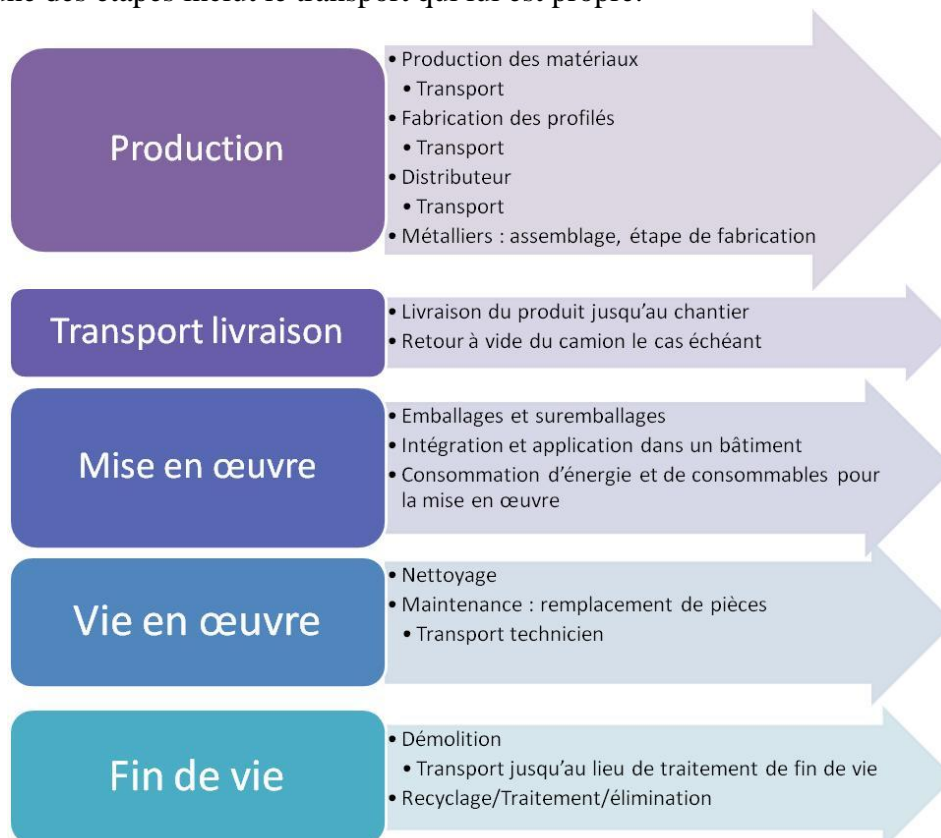 une des étapes inclut le transport qui lui est propre.
Production
• Production des matériaux
• Transport
• Fabrication des profilés
• Transport
• Distributeur
• Transport
• Métalliers : assemblage, étape de fabrication
Transport livraison
• Livraison du produit jusqu'au chantier
• Retour à vide du camion le cas échéant
Mise en œuvre
• Emballages et suremballages
• Intégration et application dans un bâtiment
• Consommation d'énergie et de consommables pour
la mise en œuvre
Vie en œuvre
• Nettoyage
• Maintenance : remplacement de pièces
• Transport technicien
Fin de vie
• Démolition
• Transport jusqu'au lieu de traitement de fin de vie
• Recyclage/Traitement/élimination